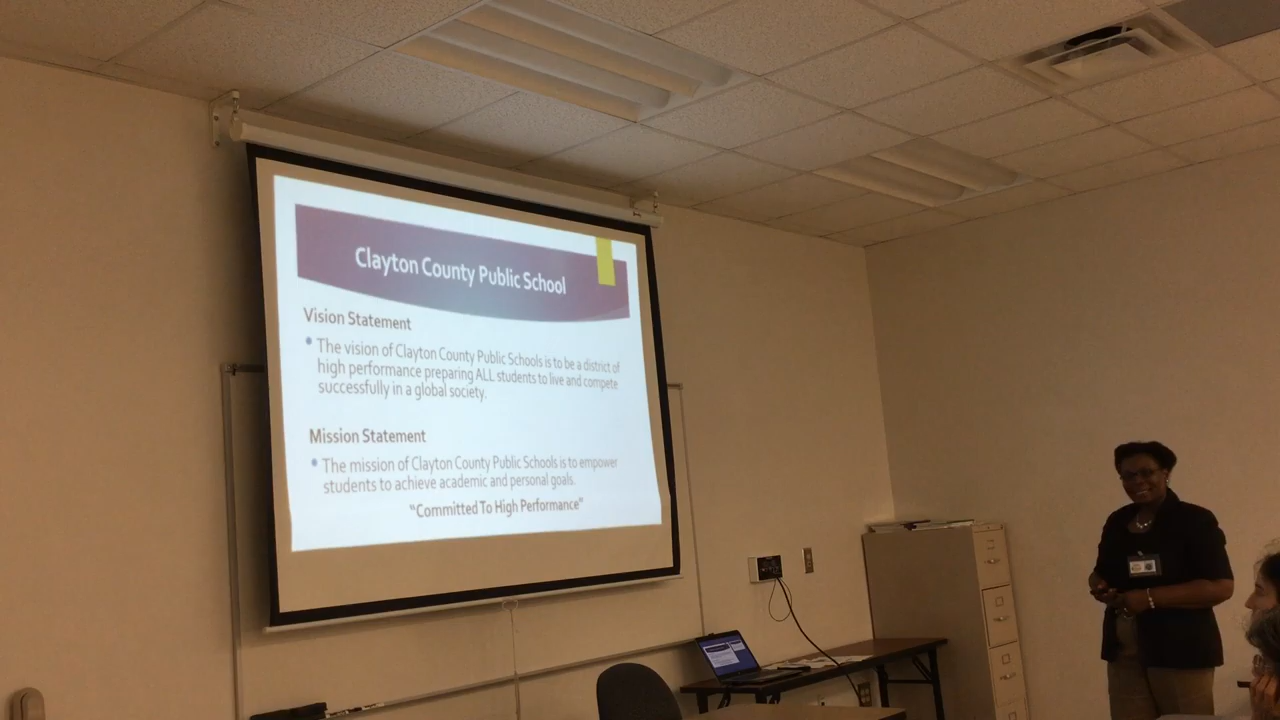 Clayton County Public School
Vision Statement
• The vision of Clayton County Public Schools is to be a district of
high performance preparing ALL students to live and compete
successfully in a global society.
Mission Statement
• The mission of Clayton County Public Schools is to empower
students to achieve academic and personal goals.
“Committed To High Performance”